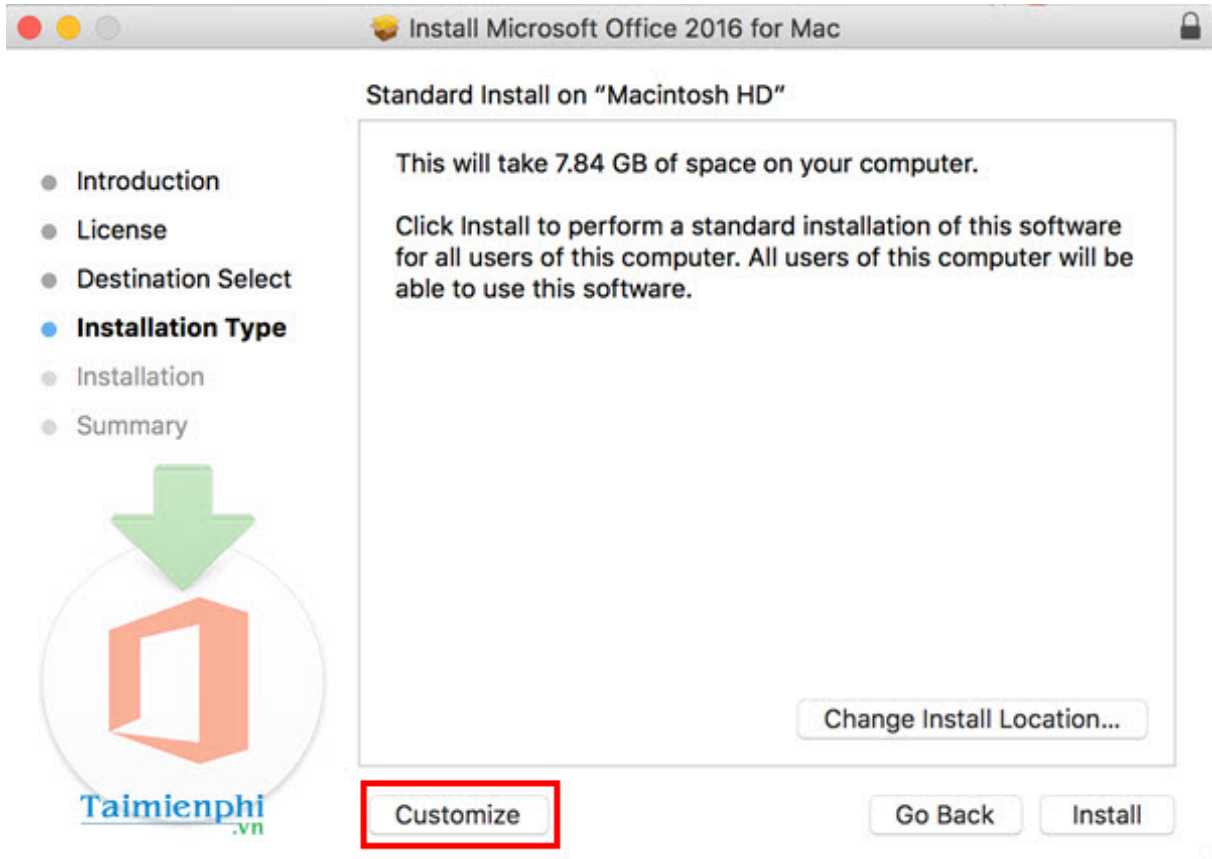 Install Microsoft Office 2016 for Mac
Standard Install on “Macintosh HD”
Introduction
License
Destination Select
Installation Type
Installation
Summary
This will take 7.84 GB of space on your computer.
Click Install to perform a standard installation of this software
for all users of this computer. All users of this computer will be
able to use this software.
Change Install Location...
Taimienphi
.vn
Customize
Go Back
Install